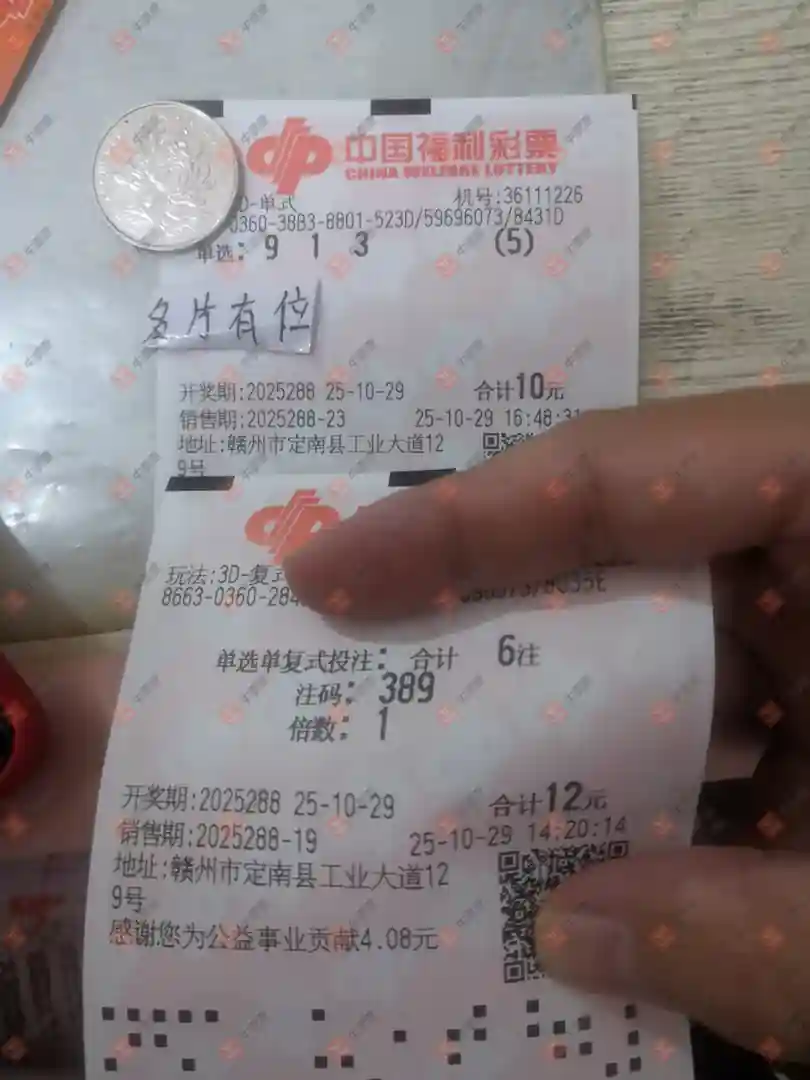 中国福利彩票
CHINA WELFARE LOTTERY
D-单式 机号:36111226
0360-38B3-8801-523D/59696073/8431D
单选: 9 1 3 (5)
名片有位
开奖期:2025288 25-10-29 合计10元
销售期:2025288-23 25-10-29 16:48:31
地址:赣州市定南县工业大道12
9号
玩法:3D-复式
8663-0360-284
单选单复式投注: 合计 6注
注码: 389
倍数: 1
开奖期:2025288 25-10-29 合计12元
销售期:2025288-19 25-10-29 14:20:14
地址:赣州市定南县工业大道12
9号
感谢您为公益事业贡献4.08元